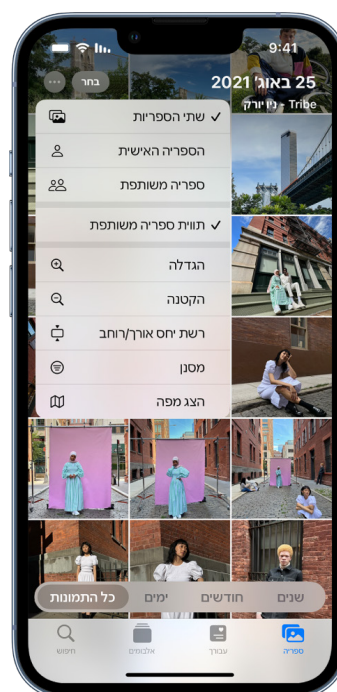 9:41
25 באוג׳ 2021
בחר
Tribe - ניו יורק
✓ שתי הספריות
הספריה האישית
ספריה משותפת
✓ תווית ספריה משותפת
הגדלה
הקטנה
רשת יחס אורך/רוחב
מסנן
הצג מפה
שנים
חודשים
ימים
כל התמונות
ספריה
עבורך
אלבומים
חיפוש